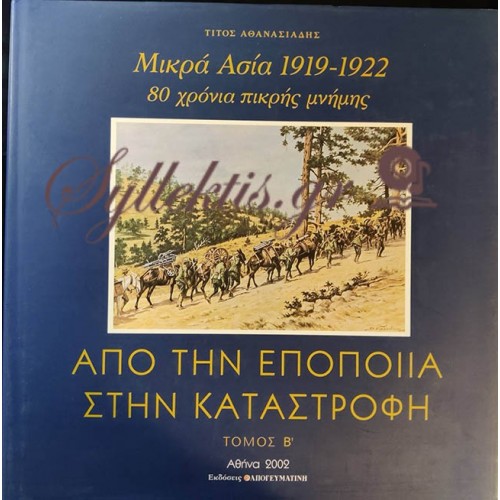 ΤΙΤΟΣ ΑΘΑΝΑΣΙΑΔΗΣ
Μικρά Ασία 1919-1922
80 χρόνια πικρής μνήμης
Syllektis.gr
ΑΠΟ ΤΗΝ ΕΠΟΠΟΙΙΑ
ΣΤΗΝ ΚΑΤΑΣΤΡΟΦΗ
ΤΟΜΟΣ Β'
Αθήνα 2002
Εκδόσεις ΑΠΟΓΕΥΜΑΤΙΝΗ